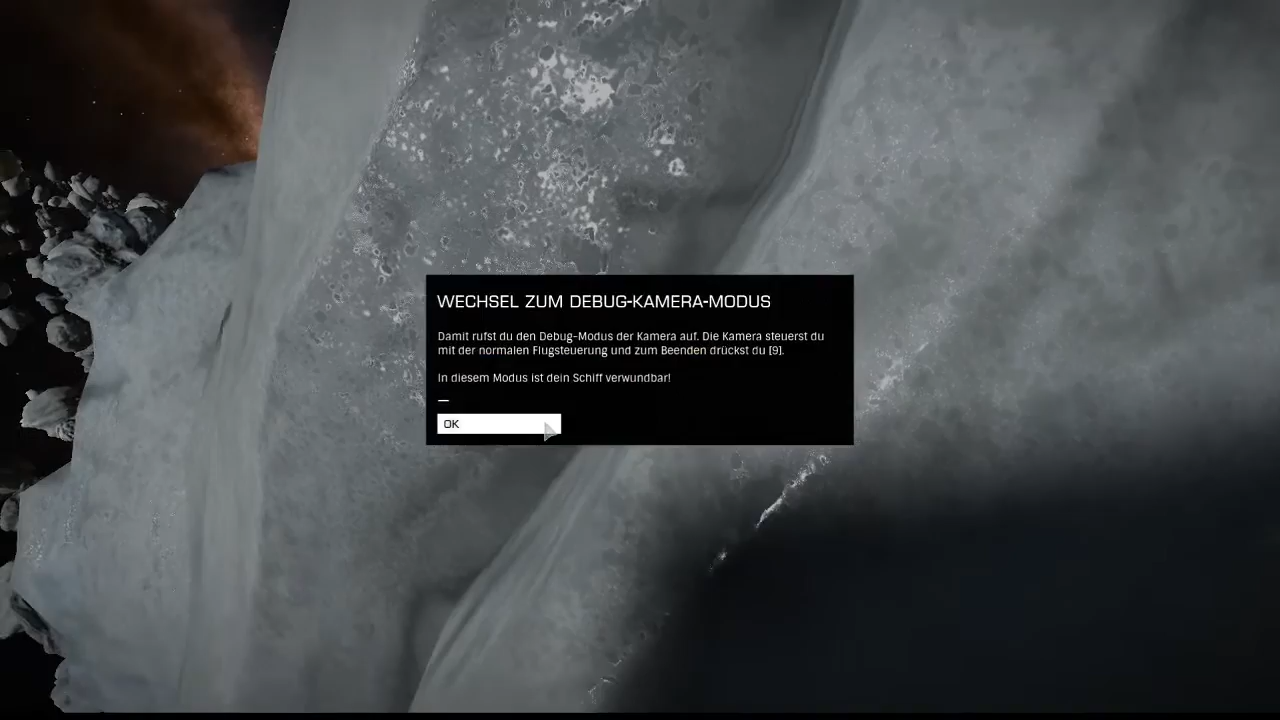 WECHSEL ZUM DEBUG-KAMERA-MODUS
Damit rufst du den Debug-Modus der Kamera auf. Die Kamera steuerst du
mit der normalen Flugsteuerung und zum Beenden drückst du [9].
In diesem Modus ist dein Schiff verwundbar!
OK